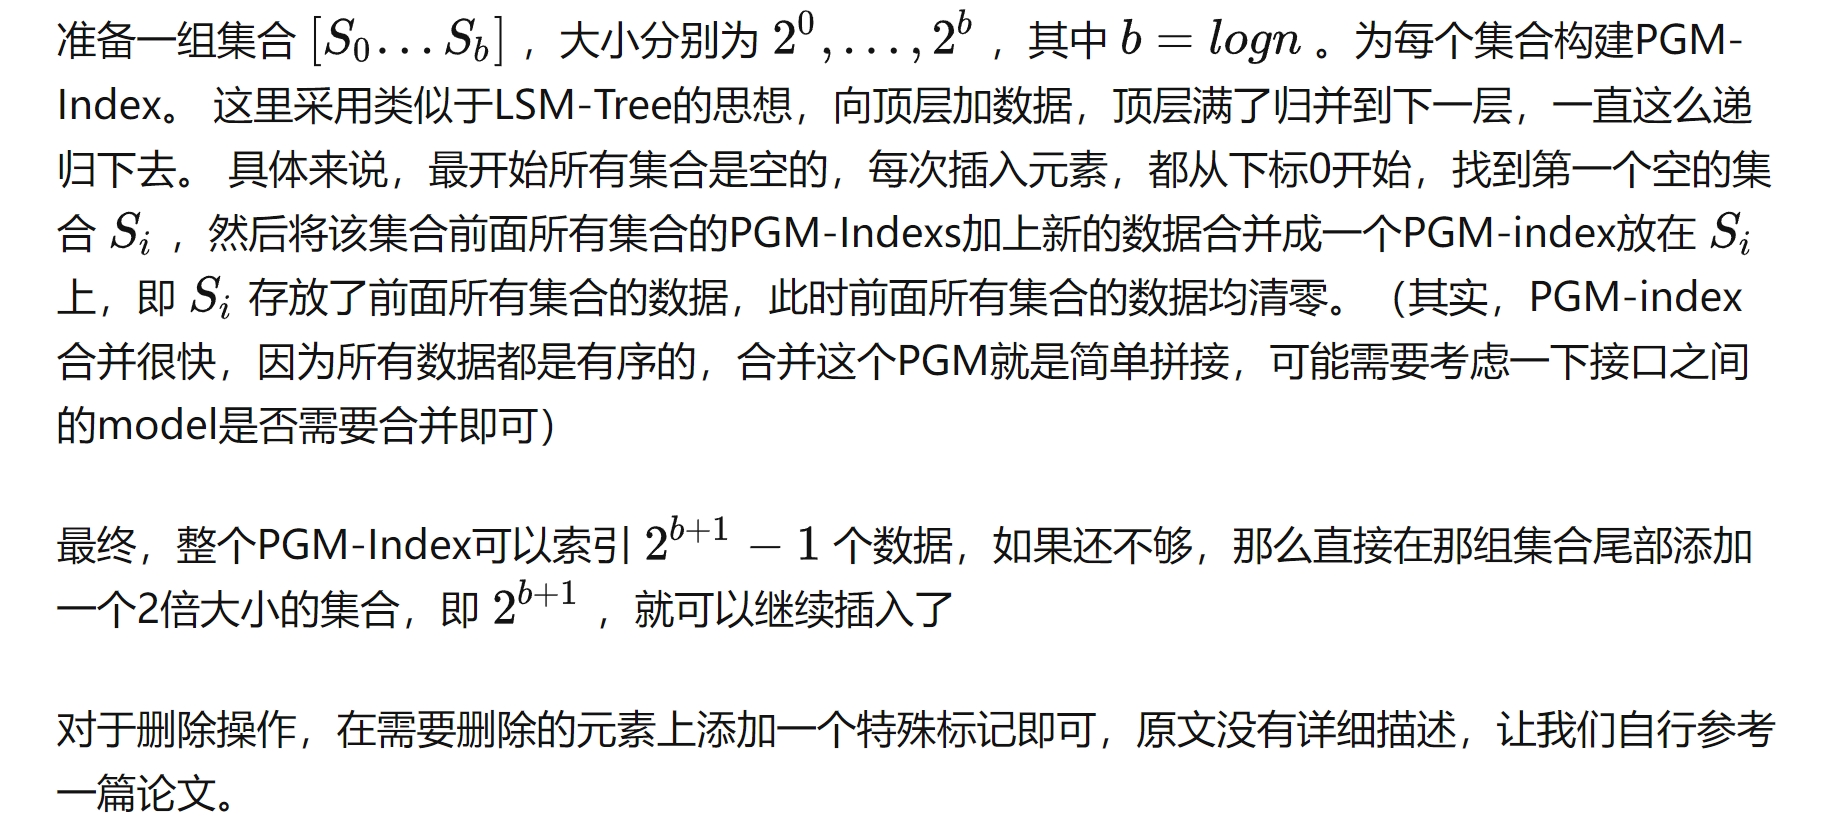 准备一组集合 [S_0 ... S_b] ，大小分别为 2^0, ..., 2^b ，其中 b = logn 。为每个集合构建PGM-
Index。 这里采用类似于LSM-Tree的思想，向顶层加数据，顶层满了归并到下一层，一直这么递
归下去。 具体来说，最开始所有集合是空的，每次插入元素，都从下标0开始，找到第一个空的集
合 S_i ，然后将该集合前面所有集合的PGM-Indexs加上新的数据合并成一个PGM-index放在 S_i
上，即 S_i 存放了前面所有集合的数据，此时前面所有集合的数据均清零。（其实，PGM-index
合并很快，因为所有数据都是有序的，合并这个PGM就是简单拼接，可能需要考虑一下接口之间
的model是否需要合并即可）
最终，整个PGM-Index可以索引 2^{b+1} − 1 个数据，如果还不够，那么直接在那组集合尾部添加
一个2倍大小的集合，即 2^{b+1} ，就可以继续插入了
对于删除操作，在需要删除的元素上添加一个特殊标记即可，原文没有详细描述，让我们自行参考
一篇论文。